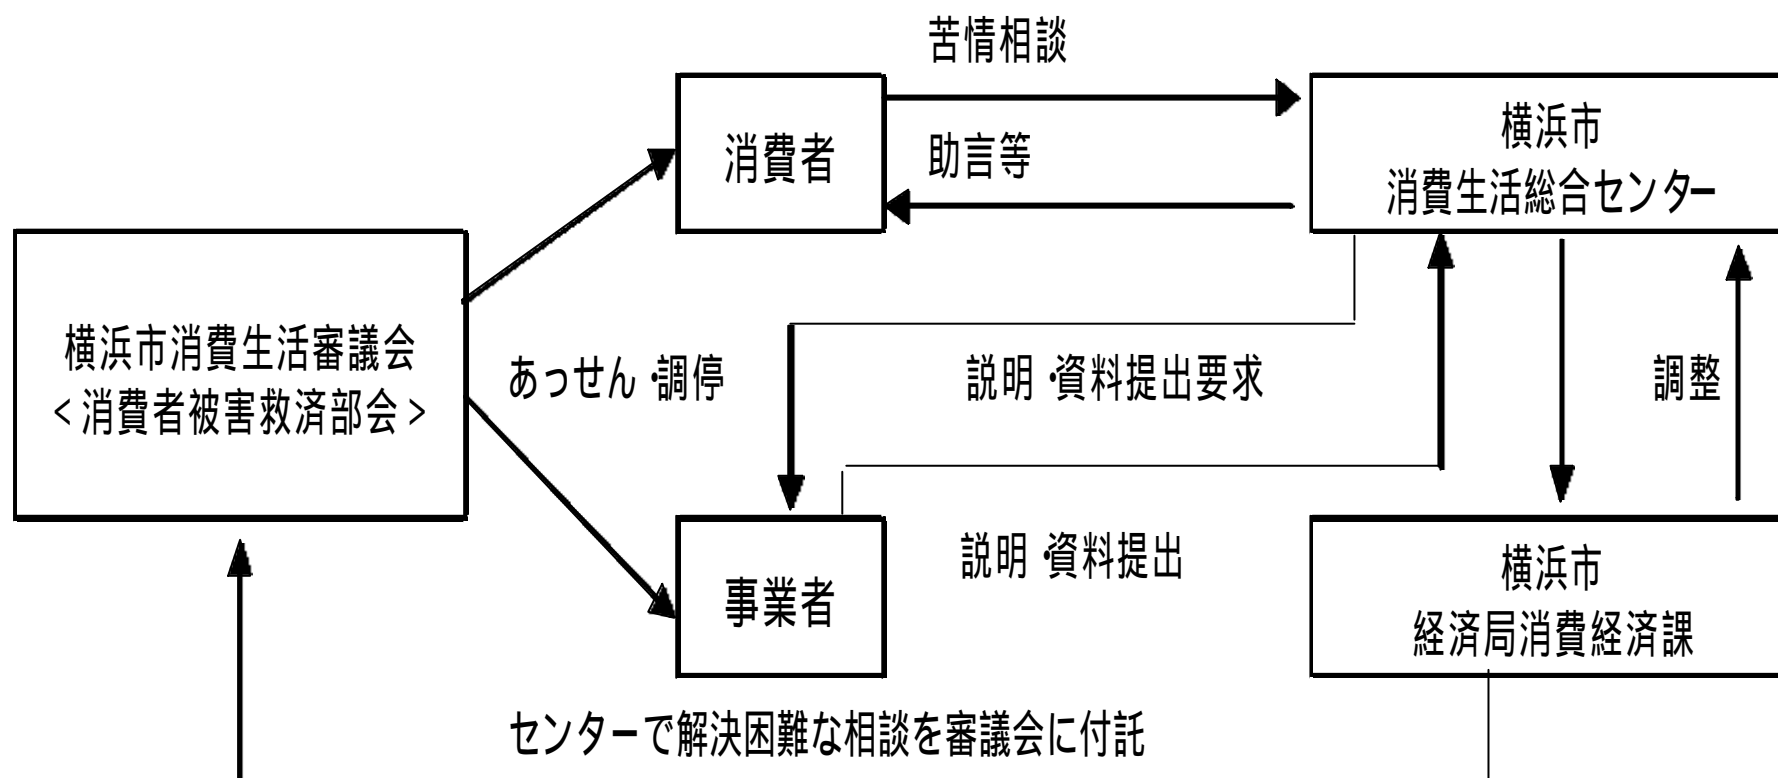 苦情相談
消費者
助言等
横浜市
消費生活総合センター
横浜市消費生活審議会
<消費者被害救済部会>
あっせん・調停
説明・資料提出要求
調整
説明・資料提出
事業者
横浜市
経済局消費経済課
センターで解決困難な相談を審議会に付託